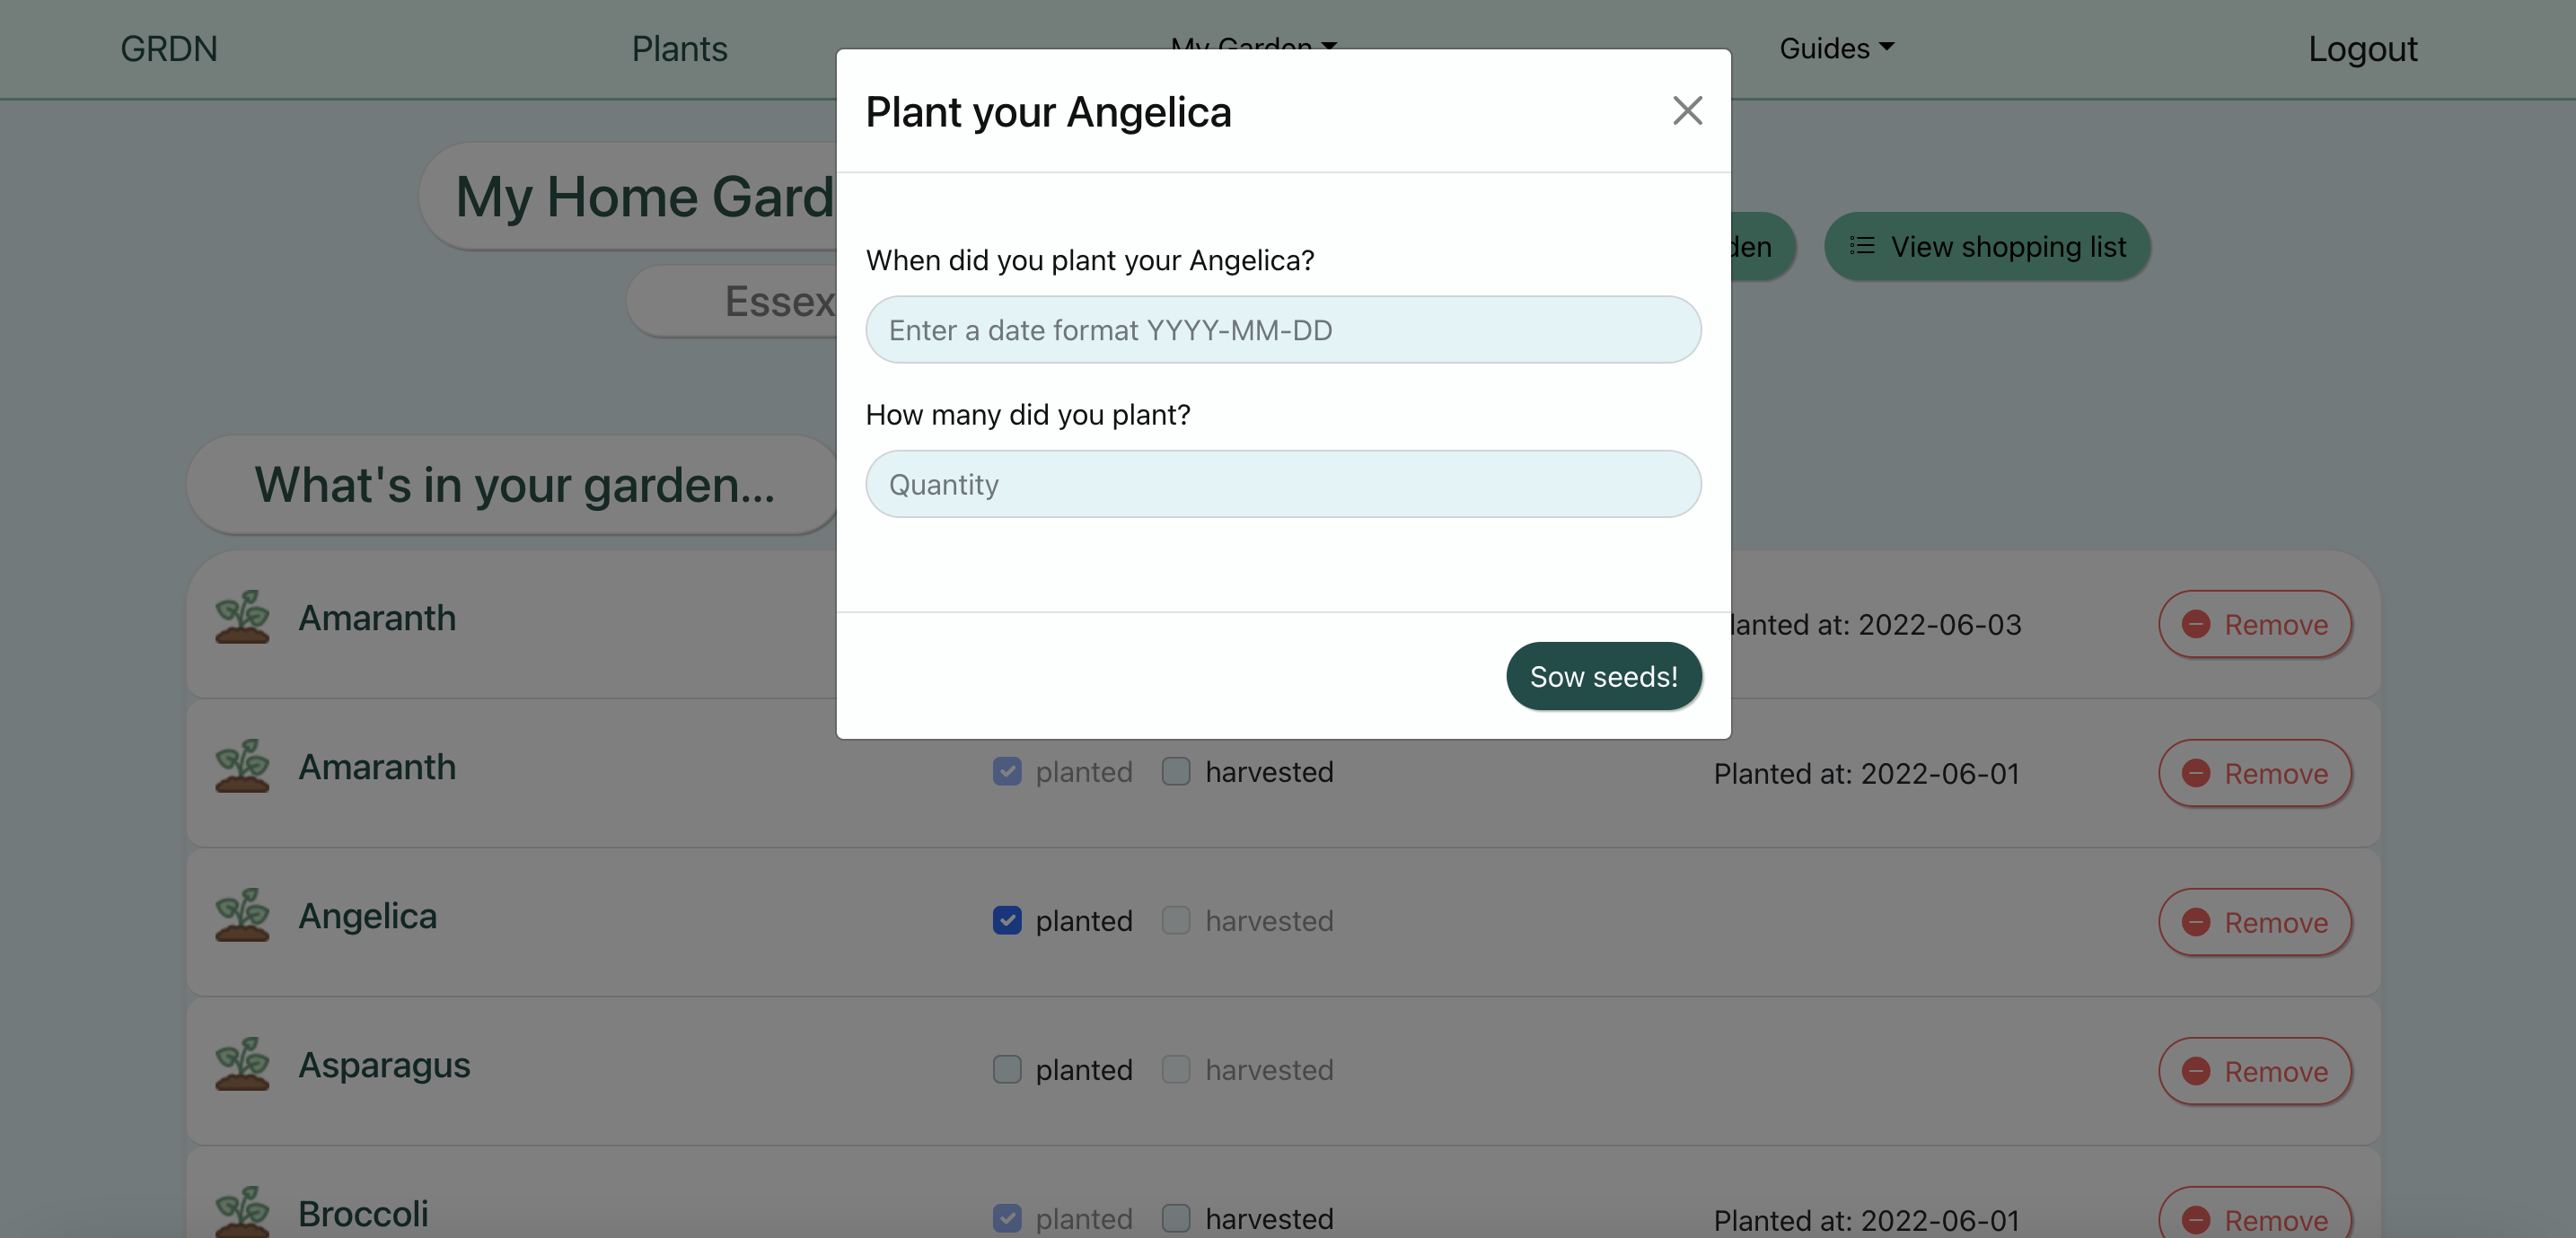 GRDN Plants My Garden Guides Logout
Plant your Angelica
My Home Gard
den View shopping list
Essex
When did you plant your Angelica?
Enter a date format YYYY-MM-DD
How many did you plant?
Quantity
What's in your garden...
Sow seeds!
Amaranth lanted at: 2022-06-03 Remove
Amaranth planted harvested Planted at: 2022-06-01 Remove
Angelica planted harvested Remove
Asparagus planted harvested Remove
Broccoli planted harvested Planted at: 2022-06-01 Remove